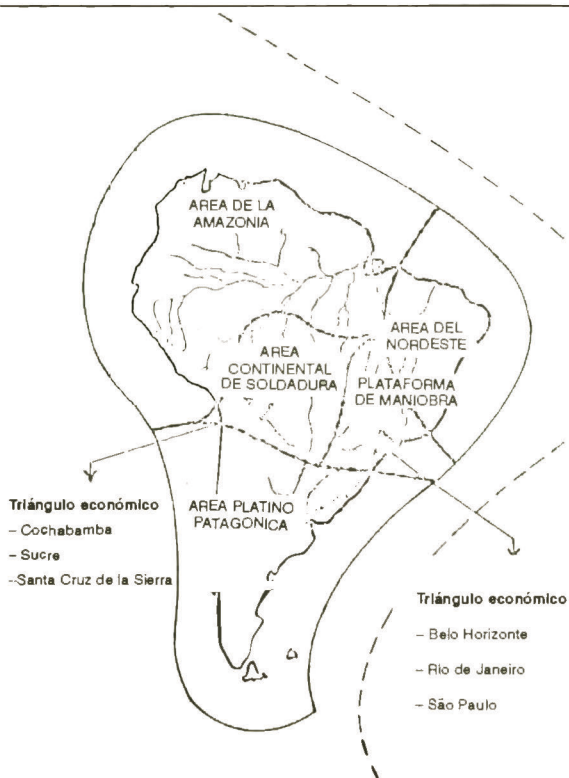 AREA DE LA
AMAZONIA
AREA DEL
NORDESTE
AREA
CONTINENTAL
DE SOLDADURA
PLATAFORMA
DE MANIOBRA
AREA PLATINO
PATAGONICA
Triángulo económico
– Cochabamba
– Sucre
–Santa Cruz de la Sierra
Triángulo económico
– Belo Horizonte
– Rio de Janeiro
– São Paulo